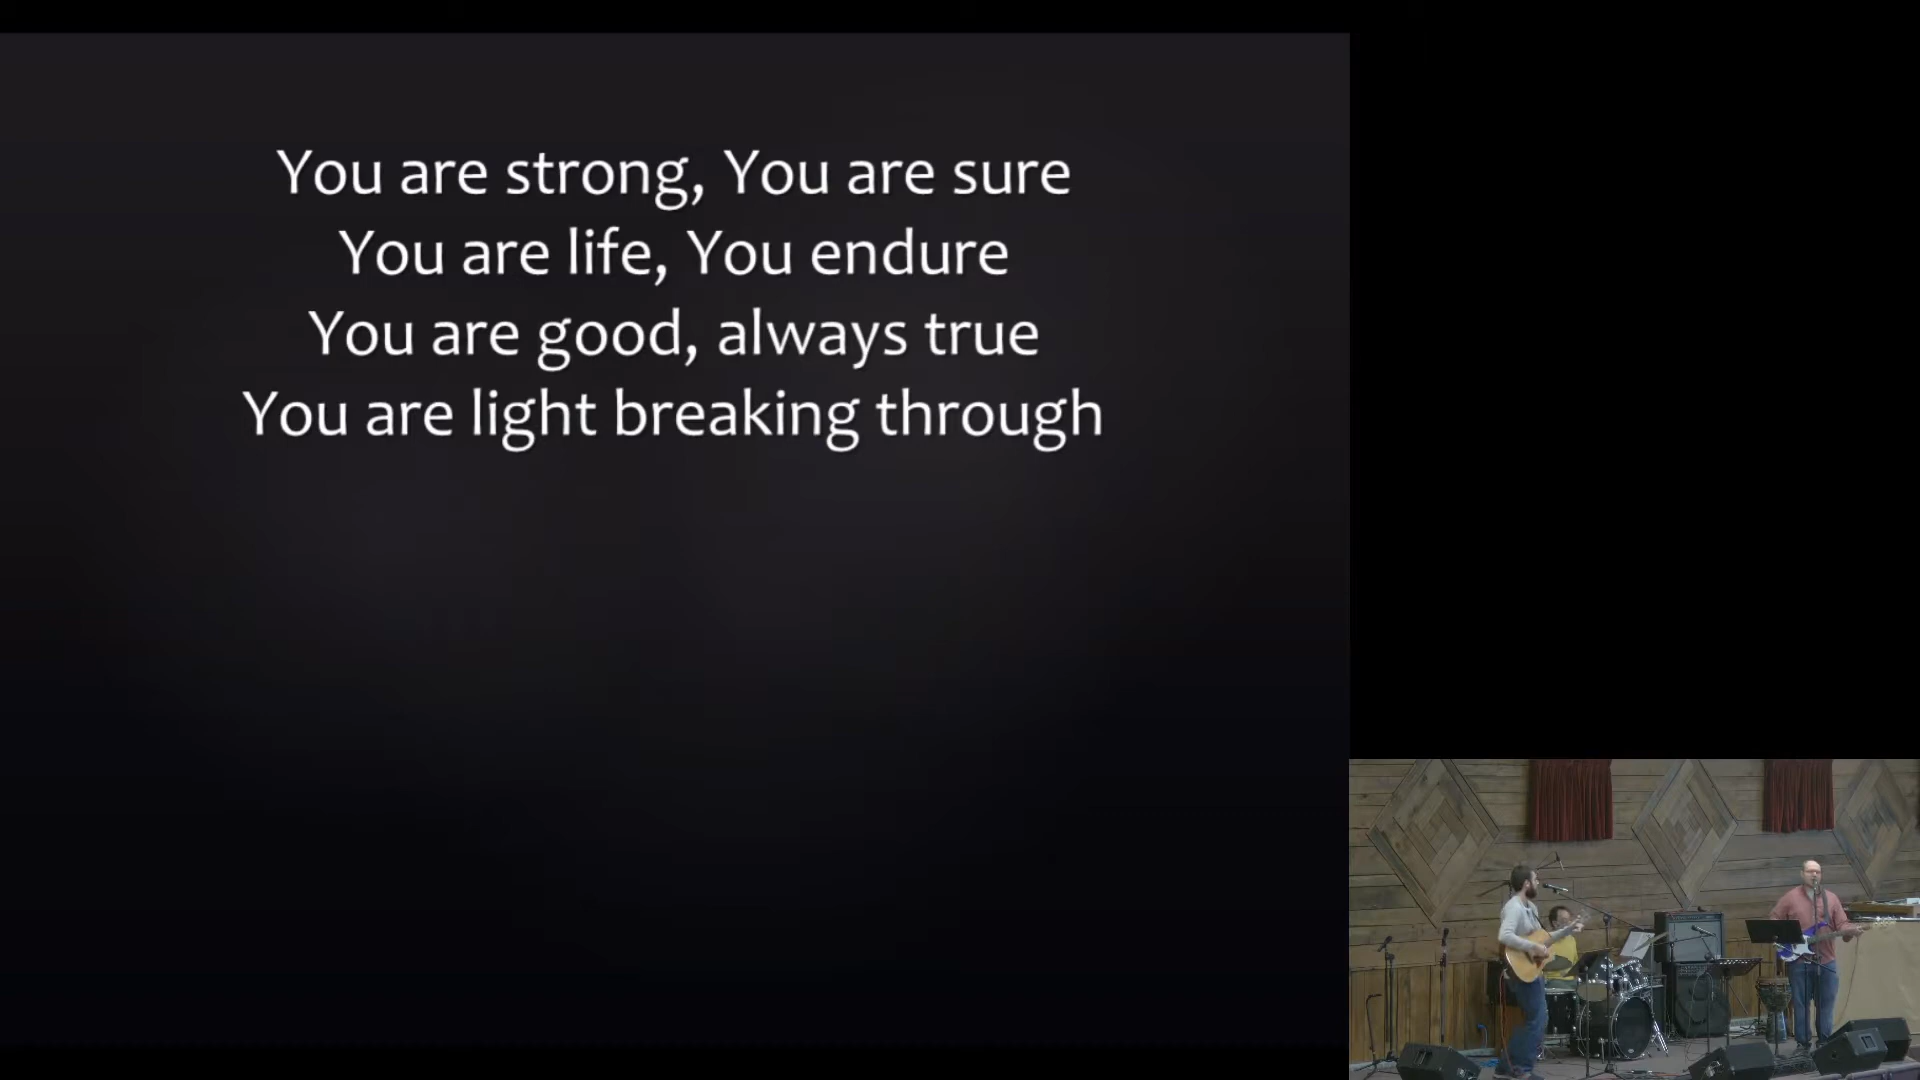 You are strong, You are sure
You are life, You endure
You are good, always true
You are light breaking through